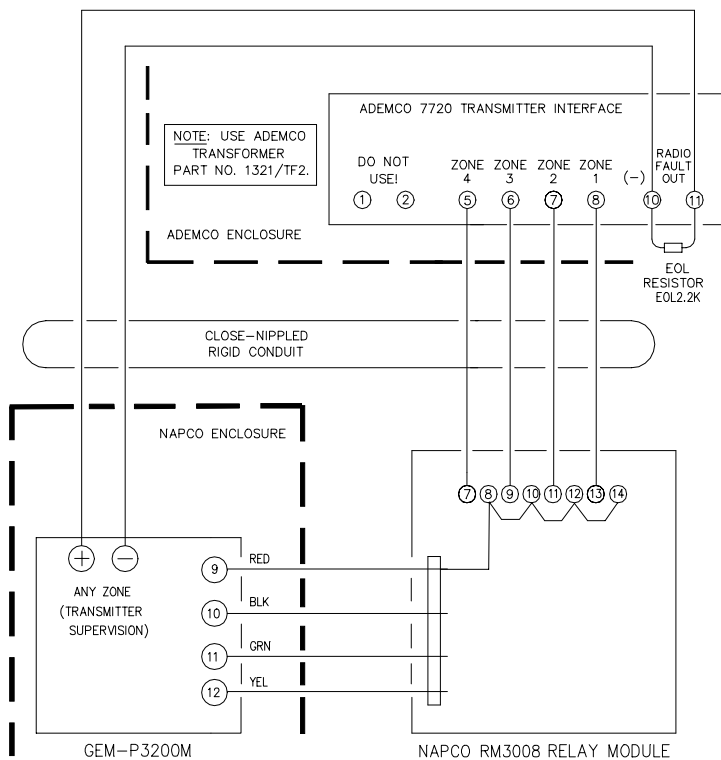 ADEMCO 7720 TRANSMITTER INTERFACE
NOTE: USE ADEMCO
TRANSFORMER
PART NO. 1321/TF2.
DO NOT
USE!
ZONE
4
ZONE
3
ZONE
2
ZONE
1
(-)
RADIO
FAULT
OUT
1
2
5
6
7
8
10
11
ADEMCO ENCLOSURE
EOL
RESISTOR
EOL2.2K
CLOSE-NIPPLED
RIGID CONDUIT
NAPCO ENCLOSURE
7
8
9
10
11
12
13
14
+
-
ANY ZONE
(TRANSMITTER
SUPERVISION)
9
RED
10
BLK
11
GRN
12
YEL
GEM-P3200M
NAPCO RM3008 RELAY MODULE